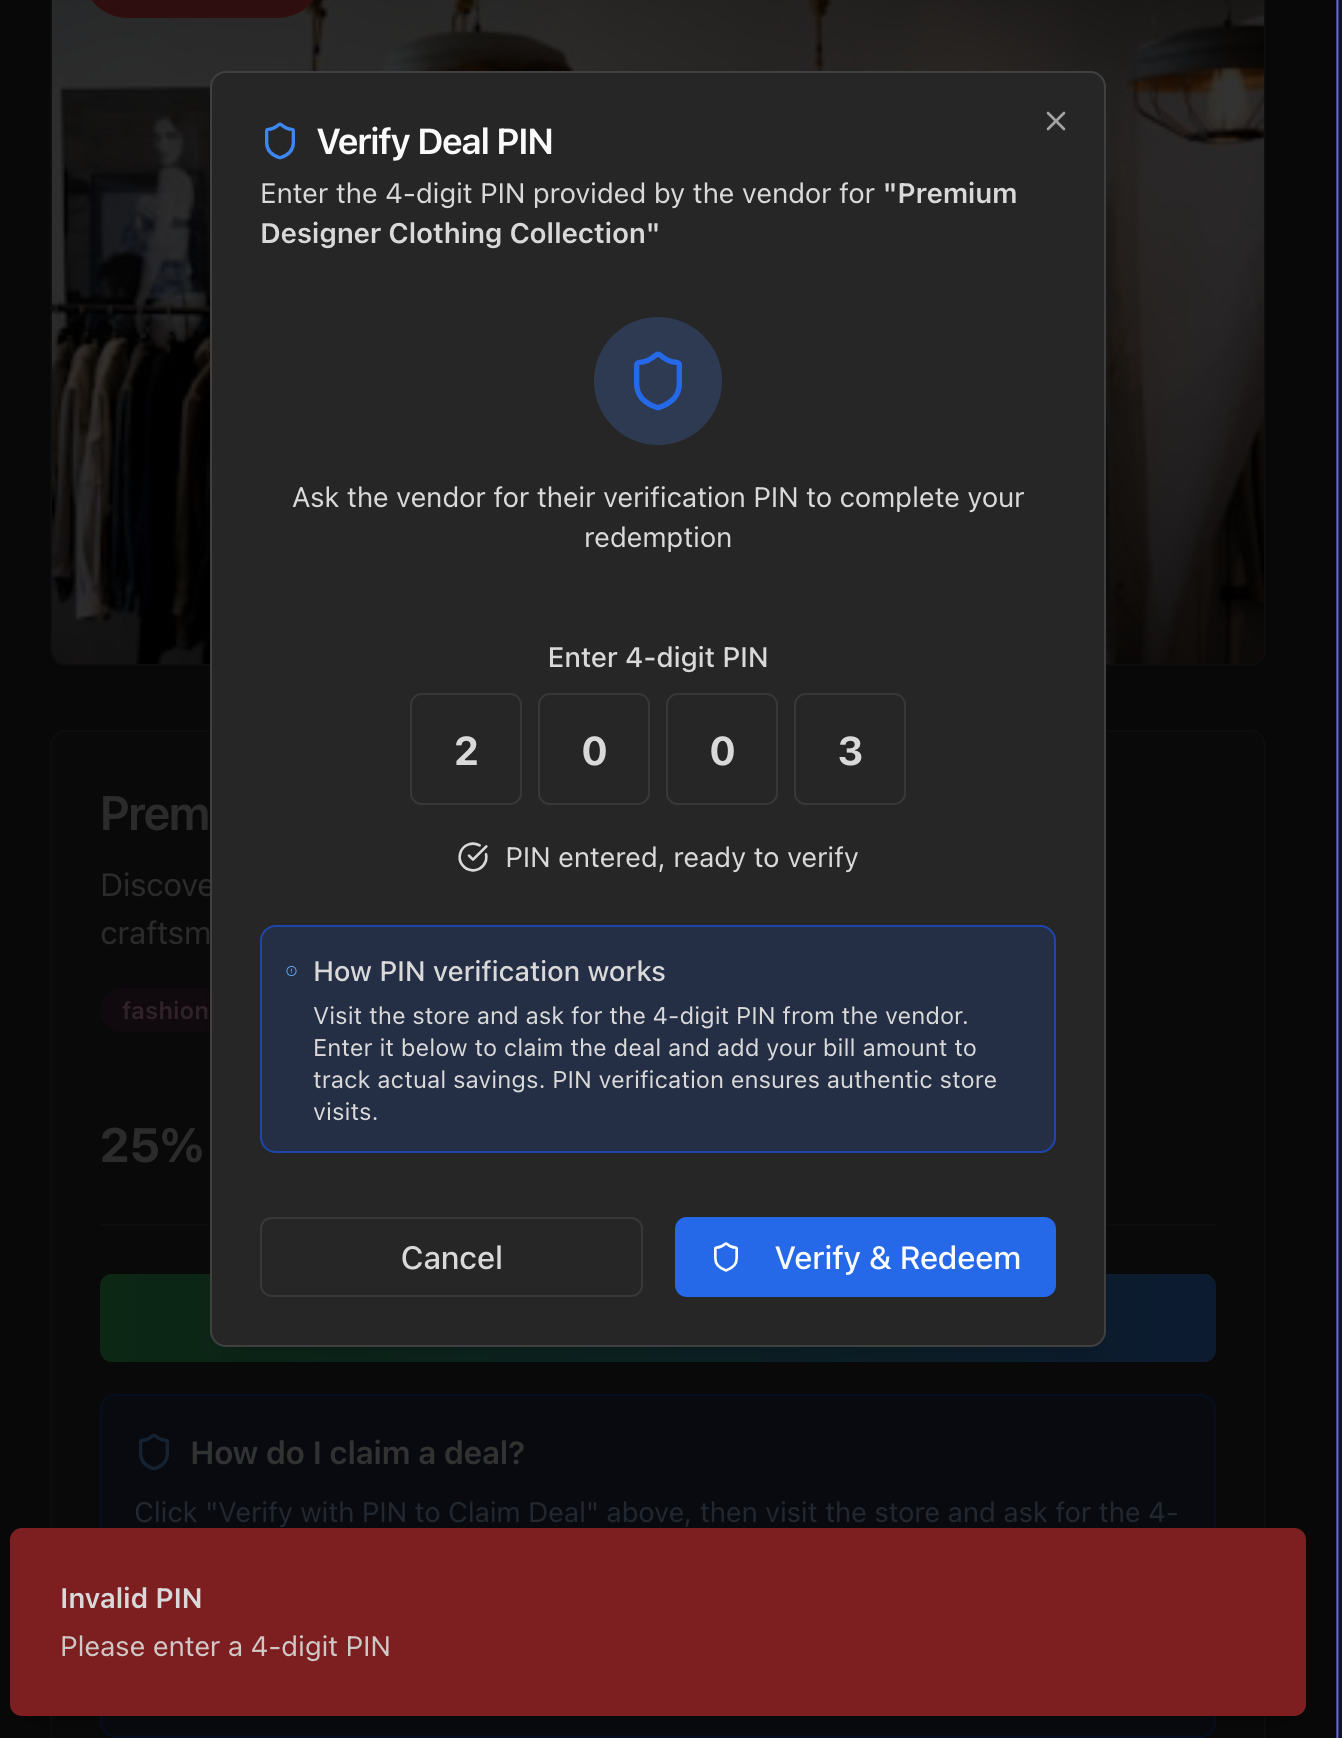 Verify Deal PIN
Enter the 4-digit PIN provided by the vendor for "Premium
Designer Clothing Collection"
Ask the vendor for their verification PIN to complete your
redemption
Enter 4-digit PIN
2 0 0 3
PIN entered, ready to verify
Prem
Discove
craftsm
fashion
25%
How PIN verification works
Visit the store and ask for the 4-digit PIN from the vendor.
Enter it below to claim the deal and add your bill amount to
track actual savings. PIN verification ensures authentic store
visits.
Cancel
Verify & Redeem
How do I claim a deal?
Click "Verify with PIN to Claim Deal" above, then visit the store and ask for the 4-
Invalid PIN
Please enter a 4-digit PIN